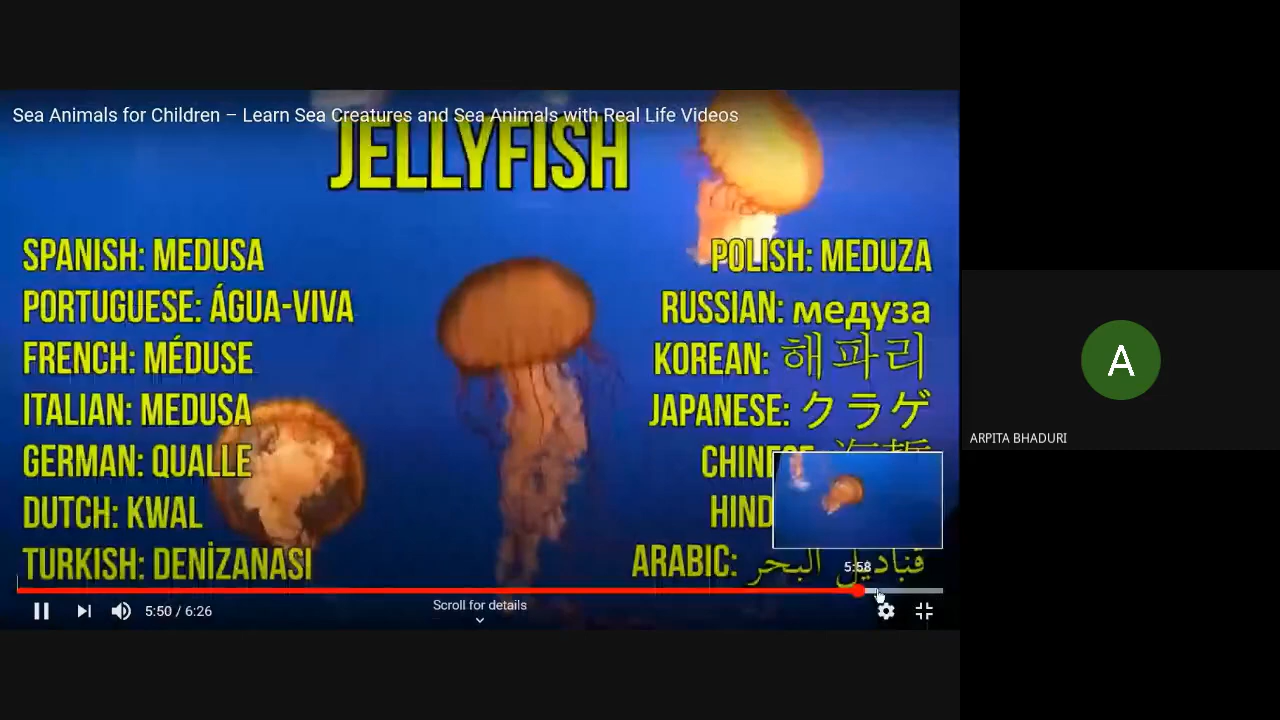 Sea Animals for Children – Learn Sea Creatures and Sea Animals with Real Life Videos
JELLYFISH
SPANISH: MEDUSA
PORTUGUESE: ÁGUA-VIVA
FRENCH: MÉDUSE
ITALIAN: MEDUSA
GERMAN: QUALLE
DUTCH: KWAL
TURKISH: DENİZANASI
POLISH: MEDUZA
RUSSIAN: медуза
KOREAN: 해파리
JAPANESE: クラゲ
ARABIC: قناديل البحر
5:58
5:50 / 6:26
Scroll for details
A
ARPITA BHADURI